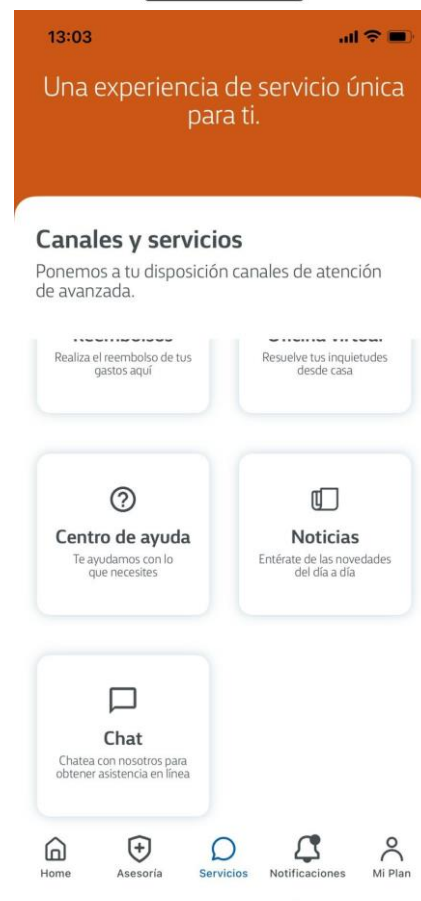 13:03
Una experiencia de servicio única
para ti.
Canales y servicios
Ponemos a tu disposición canales de atención
de avanzada.
Reembolsos
Oficina virtual
Realiza el reembolso de tus
gastos aquí
Resuelve tus inquietudes
desde casa
Centro de ayuda
Te ayudamos con lo
que necesites
Noticias
Entérate de las novedades
del día a día
Chat
Chatea con nosotros para
obtener asistencia en línea
Home
Asesoría
Servicios
Notificaciones
Mi Plan